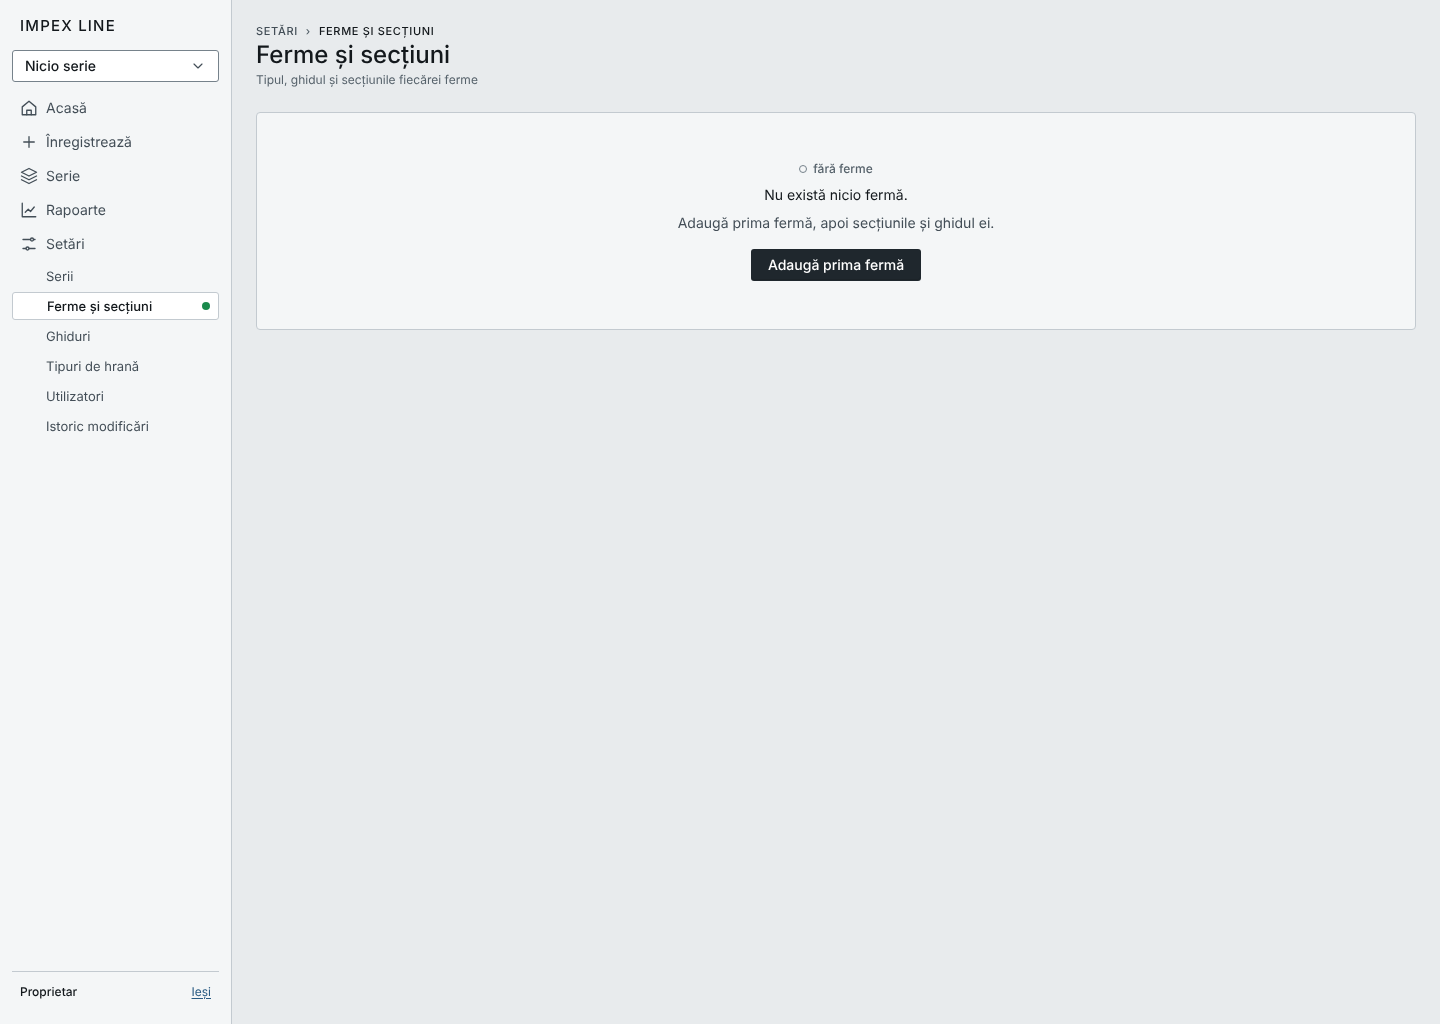 IMPEX LINE
Nicio serie
Acasă
Înregistrează
Serie
Rapoarte
Setări
Serii
Ferme și secțiuni
Ghiduri
Tipuri de hrană
Utilizatori
Istoric modificări
Proprietar
Ieși
SETĂRI › FERME ȘI SECȚIUNI
Ferme și secțiuni
Tipul, ghidul și secțiunile fiecărei ferme
fără ferme
Nu există nicio fermă.
Adaugă prima fermă, apoi secțiunile și ghidul ei.
Adaugă prima fermă